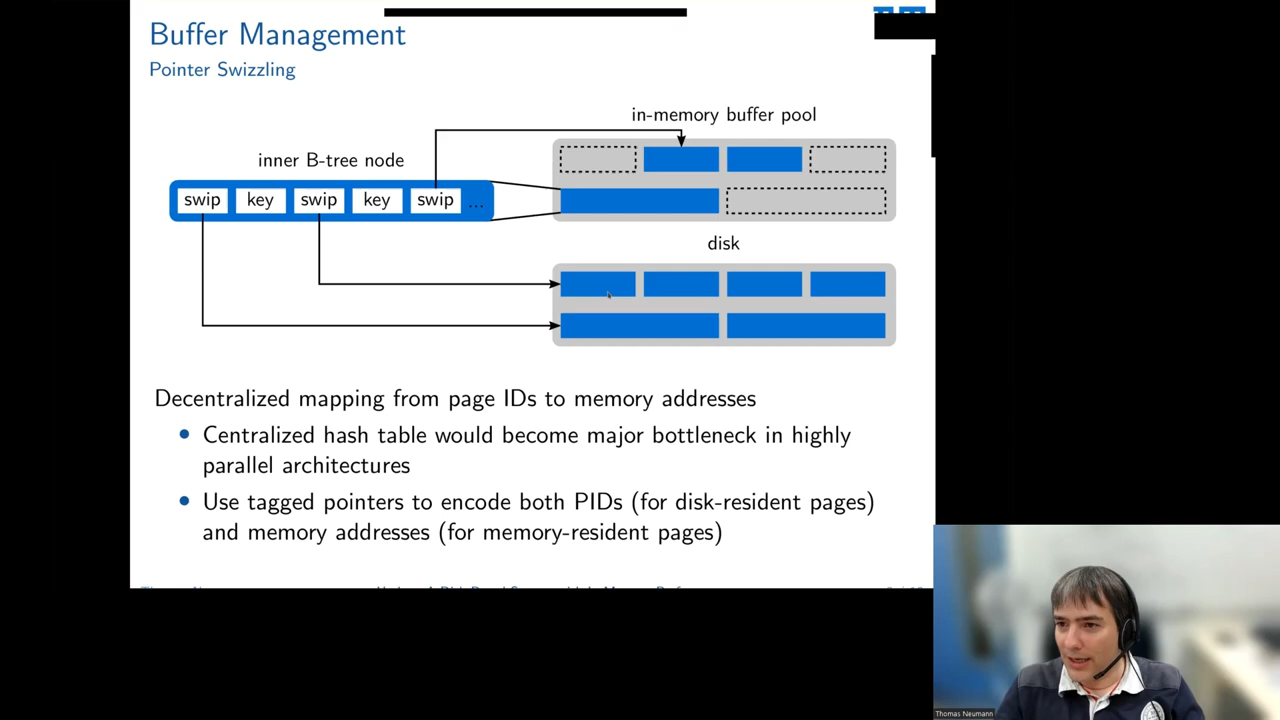 Buffer Management
Pointer Swizzling
in-memory buffer pool
inner B-tree node
swip key swip key swip ...
disk
Decentralized mapping from page IDs to memory addresses
• Centralized hash table would become major bottleneck in highly
parallel architectures
• Use tagged pointers to encode both PIDs (for disk-resident pages)
and memory addresses (for memory-resident pages)
Thomas Neumann